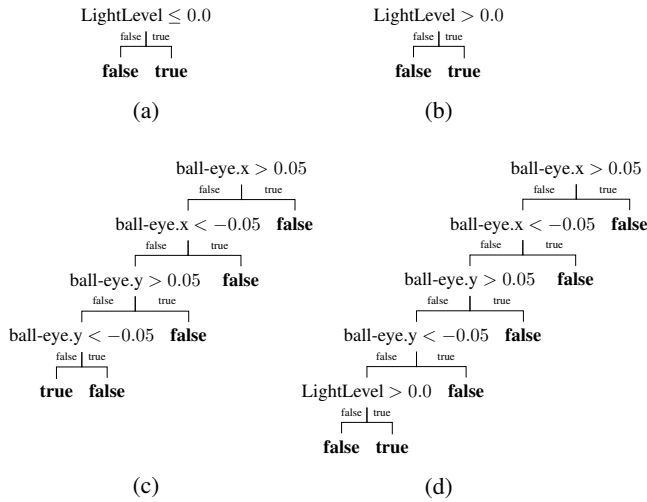 LightLevel ≤ 0.0
false true
false true
(a)
LightLevel > 0.0
false true
false true
(b)
ball-eye.x > 0.05
false true
ball-eye.x < −0.05 false
false true
ball-eye.y > 0.05 false
false true
ball-eye.y < −0.05 false
false true
true false
(c)
ball-eye.x > 0.05
false true
ball-eye.x < −0.05 false
false true
ball-eye.y > 0.05 false
false true
ball-eye.y < −0.05 false
false true
LightLevel > 0.0 false
false true
false true
(d)